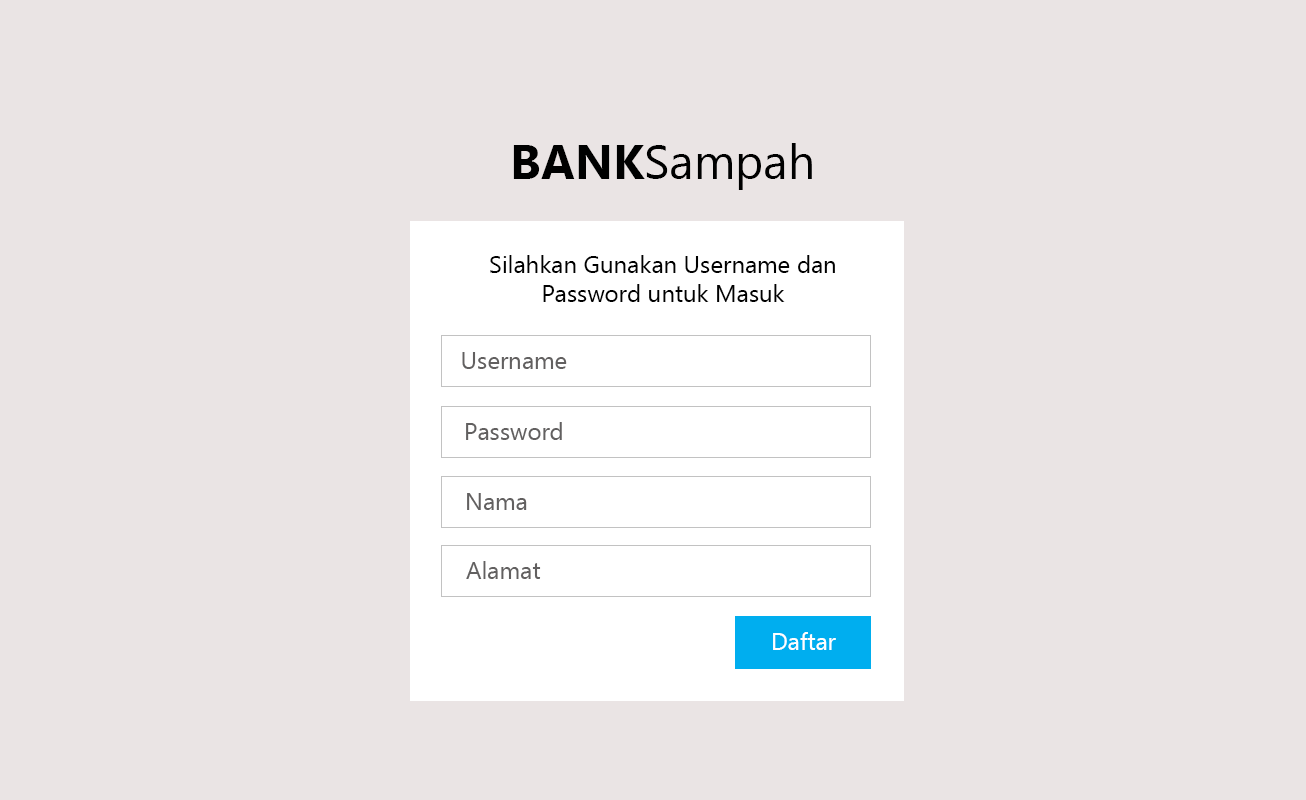 BANKSampah
Silahkan Gunakan Username dan
Password untuk Masuk
Username
Password
Nama
Alamat
Daftar